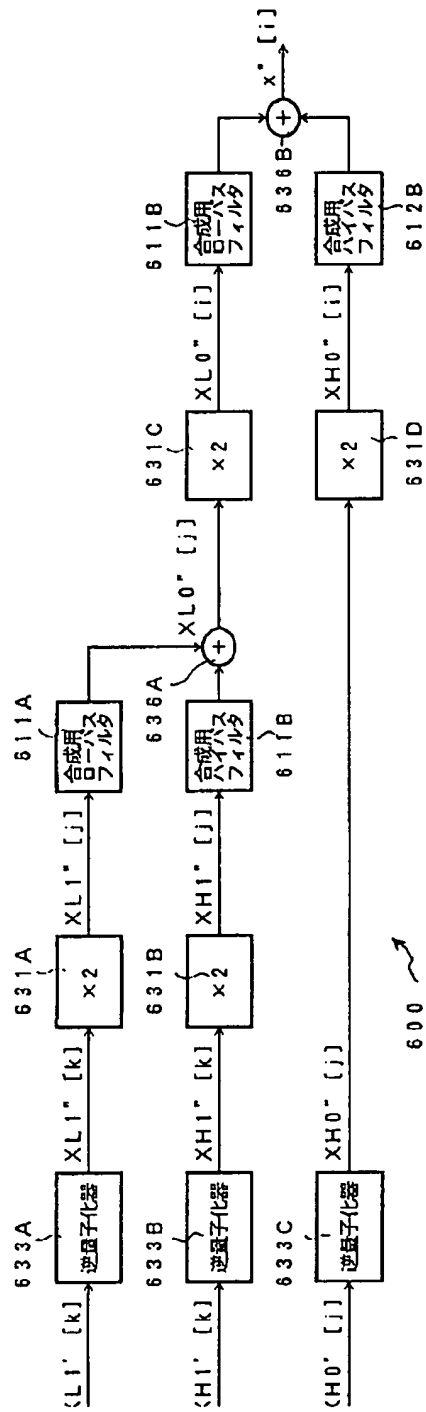 XL1' [k]
633A
逆量子化器
XL1" [k]
631A
×2
XL1" [j]
611A
合成用
ローパス
フィルタ
XH1' [k]
633B
逆量子化器
XH1" [k]
631B
×2
XH1" [j]
611B
合成用
ハイパス
フィルタ
636A
+
XL0" [j]
631C
×2
XL0" [i]
611B
合成用
ローパス
フィルタ
XH0' [j]
633C
逆量子化器
XH0" [j]
631D
×2
XH0" [i]
612B
合成用
ハイパス
フィルタ
636B
+
x" [i]
600